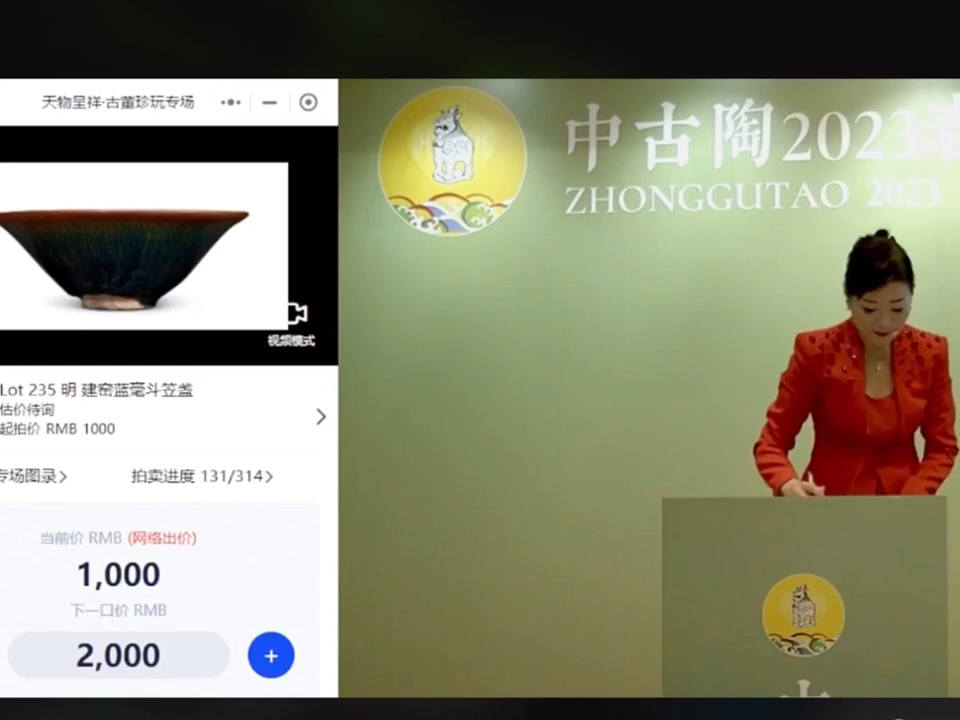 天物呈祥·古董珍玩专场
视频模式
Lot 235 明 建窑蓝毫斗笠盏
估价待询
起拍价 RMB 1000
专场图录>
拍卖进度 131/314>
当前价 RMB (网络出价)
1,000
下一口价 RMB
2,000
+
中古陶2023
ZHONGGUTAO 2023